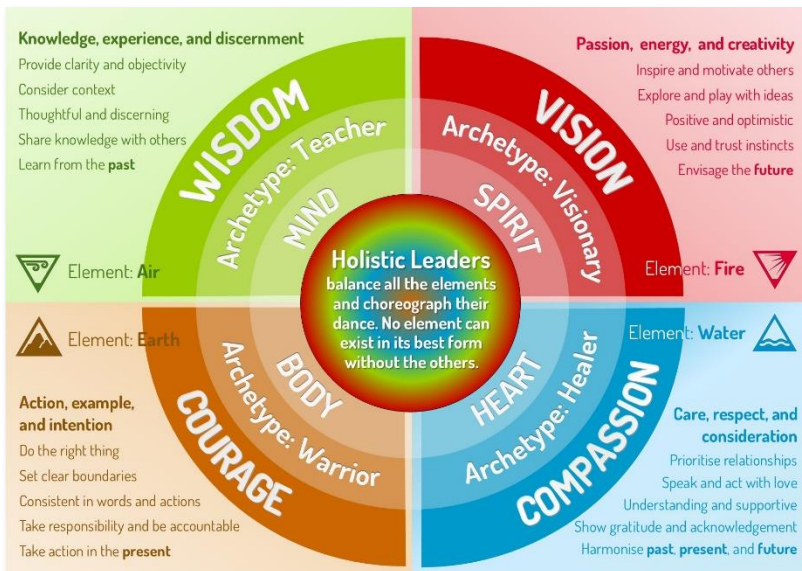 Knowledge, experience, and discernment
Provide clarity and objectivity
Consider context
Thoughtful and discerning
Share knowledge with others
Learn from the past
WISDOM
Archetype: Teacher
MIND
Element: Air
Passion, energy, and creativity
Inspire and motivate others
Explore and play with ideas
Positive and optimistic
Use and trust instincts
Envisage the future
VISION
Archetype: Visionary
SPIRIT
Element: Fire
Holistic Leaders
balance all the elements
and choreograph their
dance. No element can
exist in its best form
without the others.
Element: Earth
BODY
Archetype: Warrior
COURAGE
Action, example,
and intention
Do the right thing
Set clear boundaries
Consistent in words and actions
Take responsibility and be accountable
Take action in the present
Element: Water
HEART
Archetype: Healer
COMPASSION
Care, respect, and
consideration
Prioritise relationships
Speak and act with love
Understanding and supportive
Show gratitude and acknowledgement
Harmonise past, present, and future